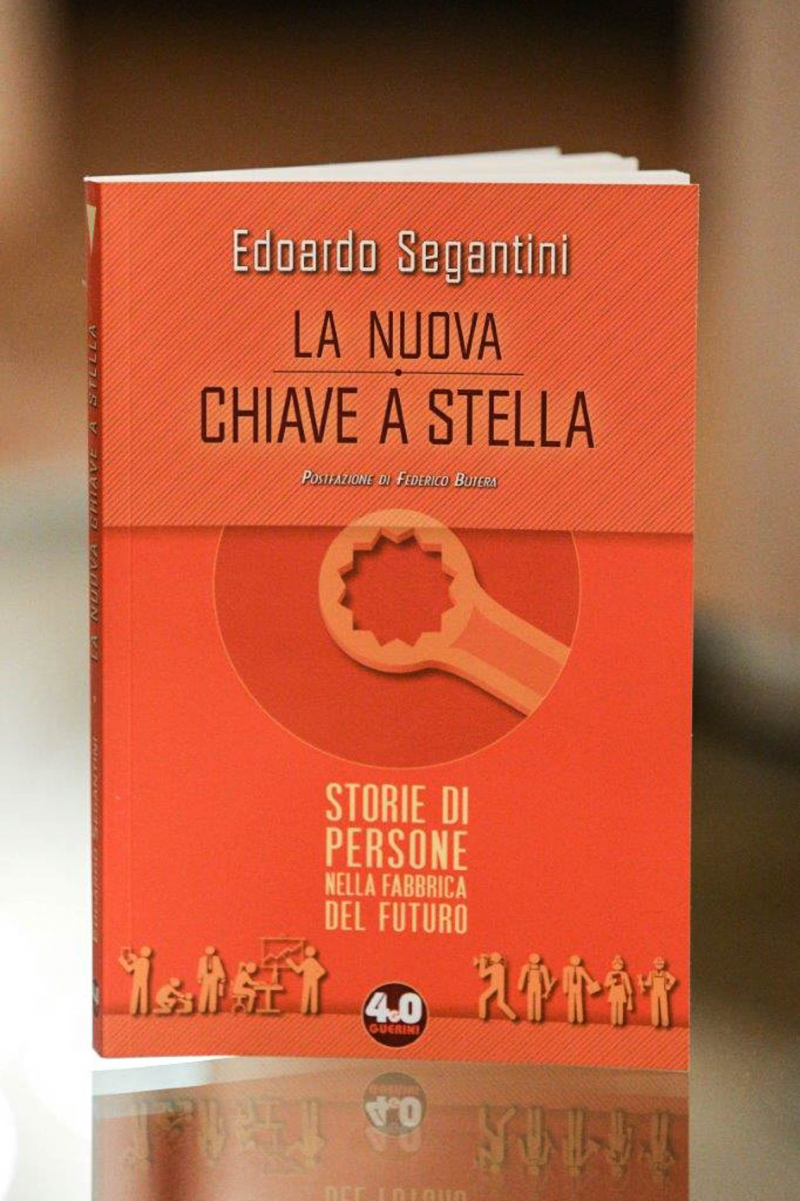 Edoardo Segantini
LA NUOVA
CHIAVE A STELLA
Postfazione di Federico Butera
STORIE DI
PERSONE
NELLA FABBRICA
DEL FUTURO
4.0
GUERINI
LA NUOVA CHIAVE A STELLA
EDOARDO SEGANTINI